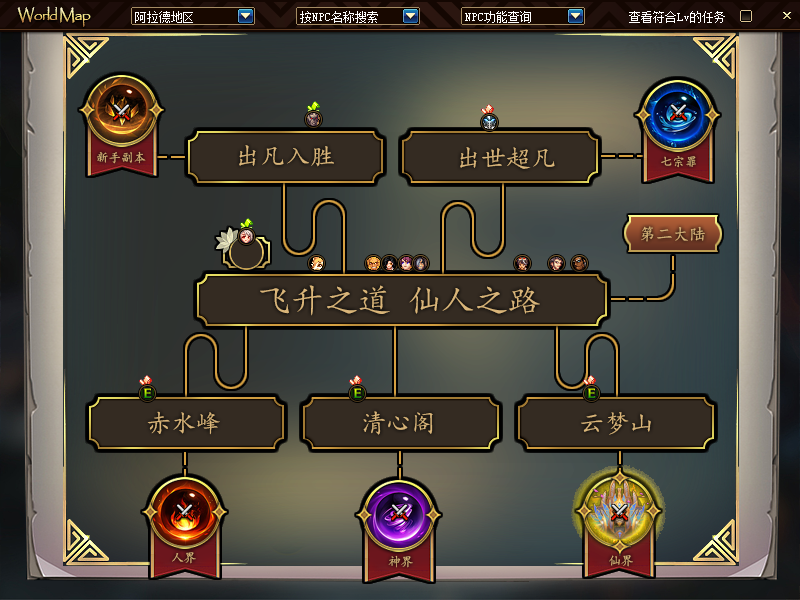 WorldMap
阿拉德地区
按NPC名称搜索
NPC功能查询
查看符合Lv的任务
新手副本
出凡入胜
出世超凡
七宗罪
第二大陆
飞升之道 仙人之路
E
E
E
赤水峰
清心阁
云梦山
人界
神界
仙界